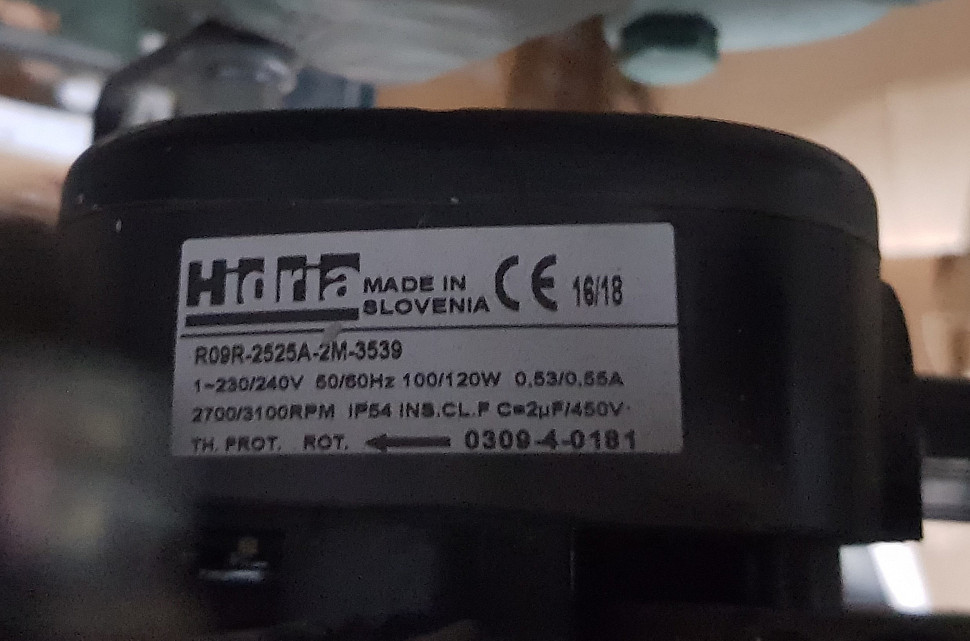 Hidria MADE IN SLOVENIA CE 16/18
R09R-2525A-2M-3539
1~230/240V 50/60Hz 100/120W 0,53/0,55A
2700/3100RPM IP54 INS.CL.F C=2µF/450V
TH. PROT. ROT. ← 0309-4-0181